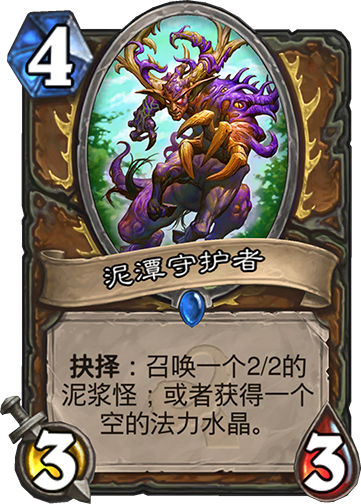 4
泥潭守护者
抉择：召唤一个2/2的
泥浆怪；或者获得一个
空的法力水晶。
3
3